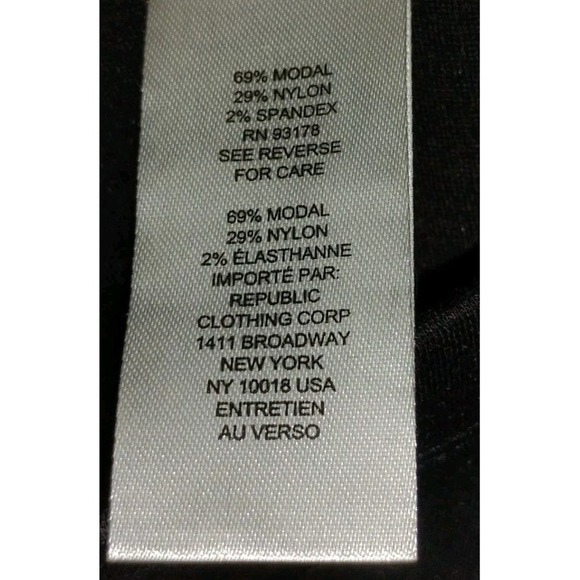 69% MODAL
29% NYLON
2% SPANDEX
RN 93178
SEE REVERSE
FOR CARE
69% MODAL
29% NYLON
2% ÉLASTHANNE
IMPORTÉ PAR:
REPUBLIC
CLOTHING CORP
1411 BROADWAY
NEW YORK
NY 10018 USA
ENTRETIEN
AU VERSO